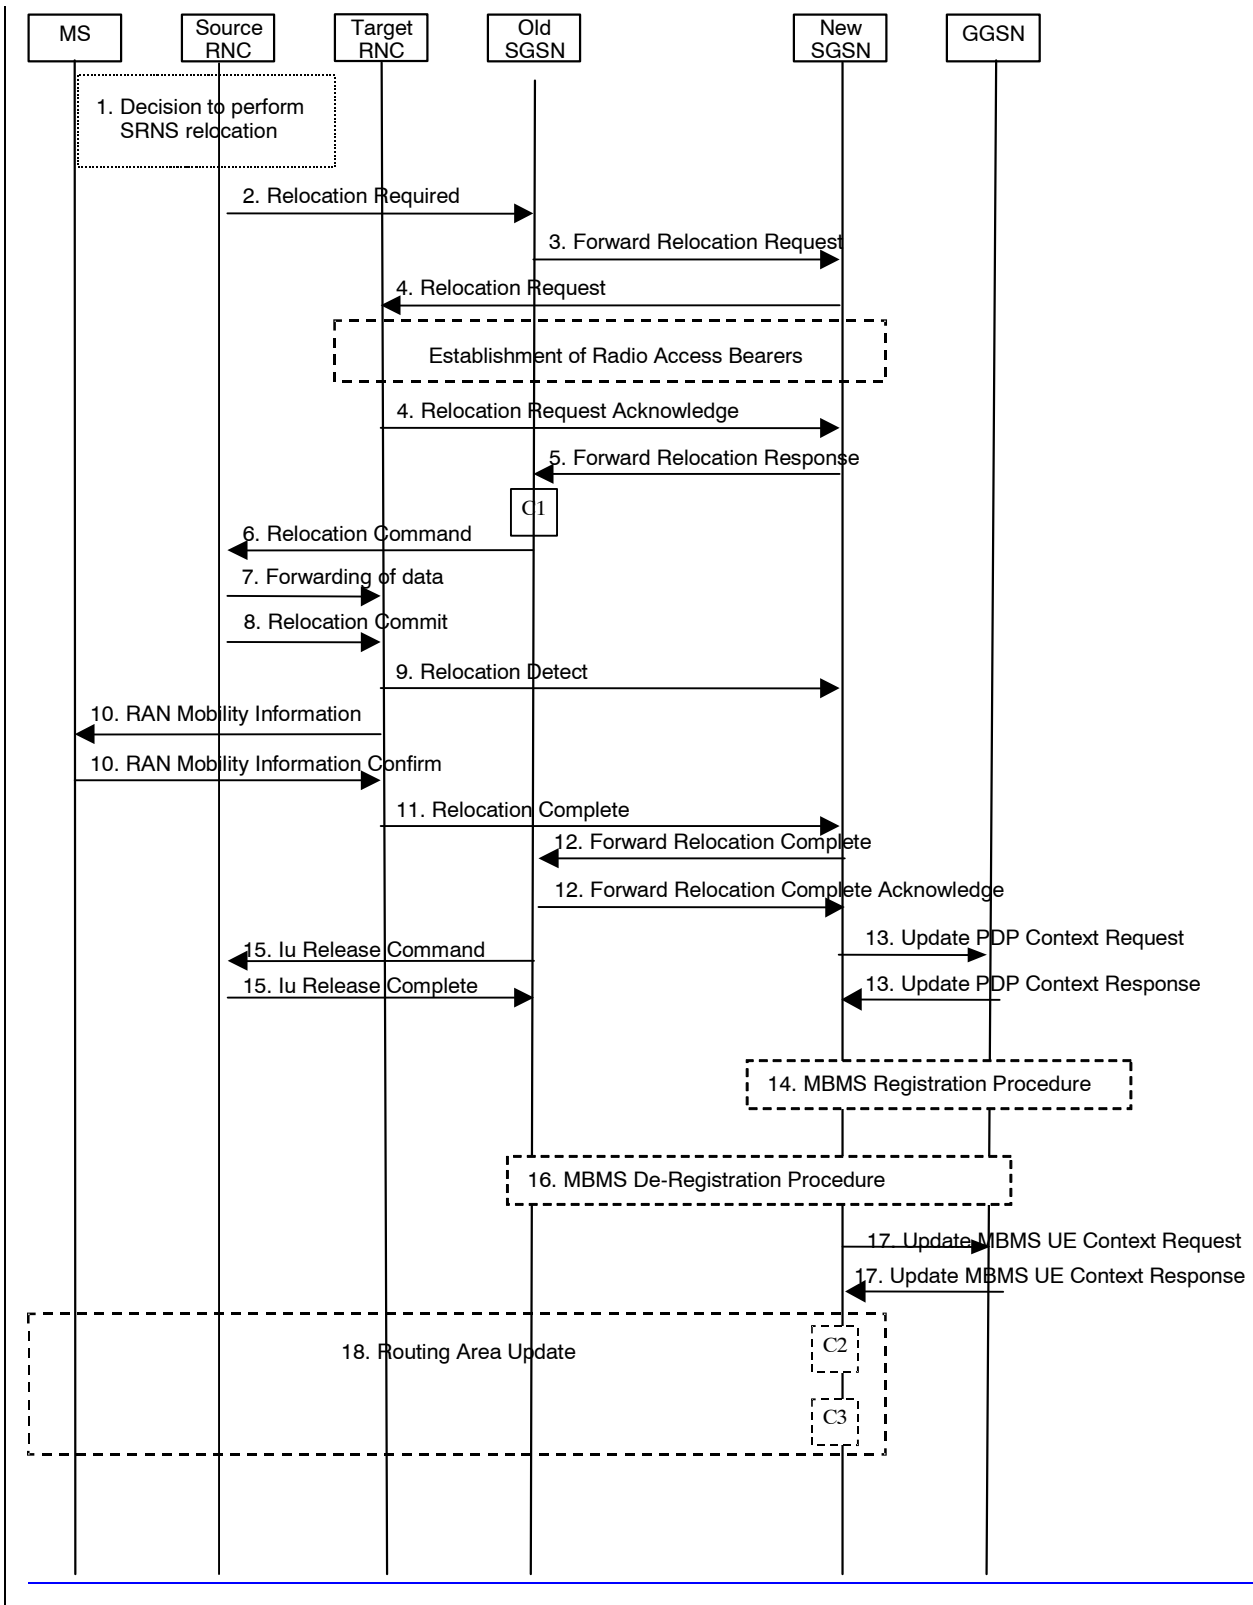 MS
Source
RNC
Target
RNC
Old
SGSN
New
SGSN
GGSN
1. Decision to perform
SRNS relocation
2. Relocation Required
3. Forward Relocation Request
4. Relocation Request
Establishment of Radio Access Bearers
4. Relocation Request Acknowledge
5. Forward Relocation Response
C1
6. Relocation Command
7. Forwarding of data
8. Relocation Commit
9. Relocation Detect
10. RAN Mobility Information
10. RAN Mobility Information Confirm
11. Relocation Complete
12. Forward Relocation Complete
12. Forward Relocation Complete Acknowledge
13. Update PDP Context Request
15. Iu Release Command
13. Update PDP Context Response
15. Iu Release Complete
14. MBMS Registration Procedure
16. MBMS De-Registration Procedure
17. Update MBMS UE Context Request
17. Update MBMS UE Context Response
C2
18. Routing Area Update
C3